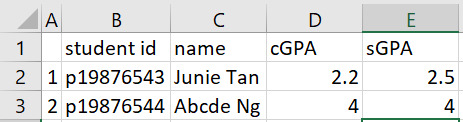 A B C D E
1 student id name cGPA sGPA
2 1 p19876543 Junie Tan 2.2 2.5
3 2 p19876544 Abcde Ng 4 4